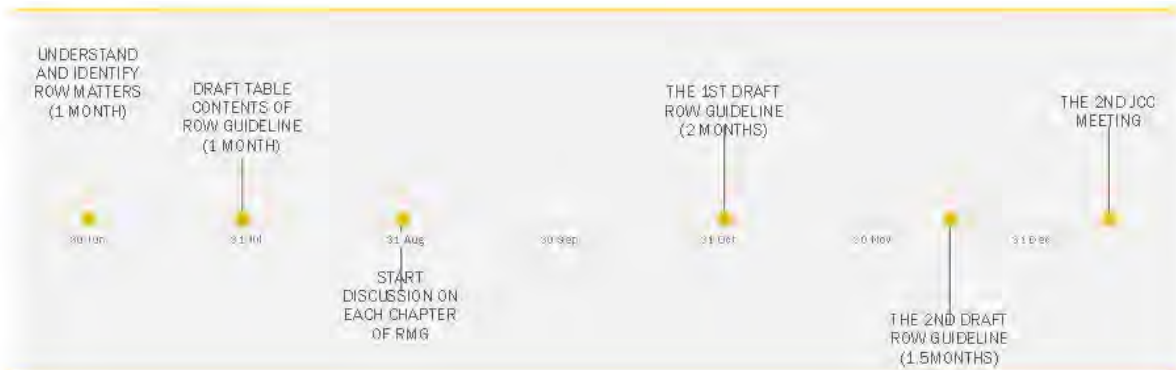 UNDERSTAND
AND IDENTIFY
ROW MATTERS
(1 MONTH)
DRAFT TABLE
CONTENTS OF
ROW GUIDELINE
(1 MONTH)
THE 1ST DRAFT
ROW GUIDELINE
(2 MONTHS)
THE 2ND JCC
MEETING
30 Jun
31 Jul
31 Aug
30 Sep
31 Oct
30 Nov
31 Dec
START
DISCUSSION ON
EACH CHAPTER
OF RMG
THE 2ND DRAFT
ROW GUIDELINE
(1.5MONTHS)